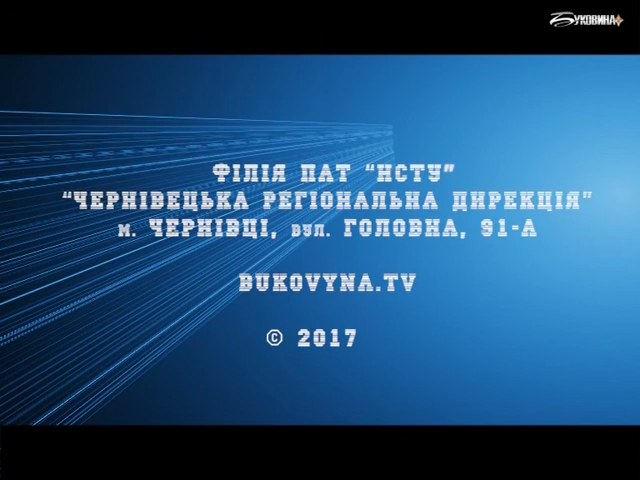 БУКОВИНА
ФІЛІЯ ПАТ “НСТУ”
“ЧЕРНІВЕЦЬКА РЕГІОНАЛЬНА ДИРЕКЦІЯ”
м. ЧЕРНІВЦІ, вул. ГОЛОВНА, 91-А
BUKOVYNA.TV
© 2017